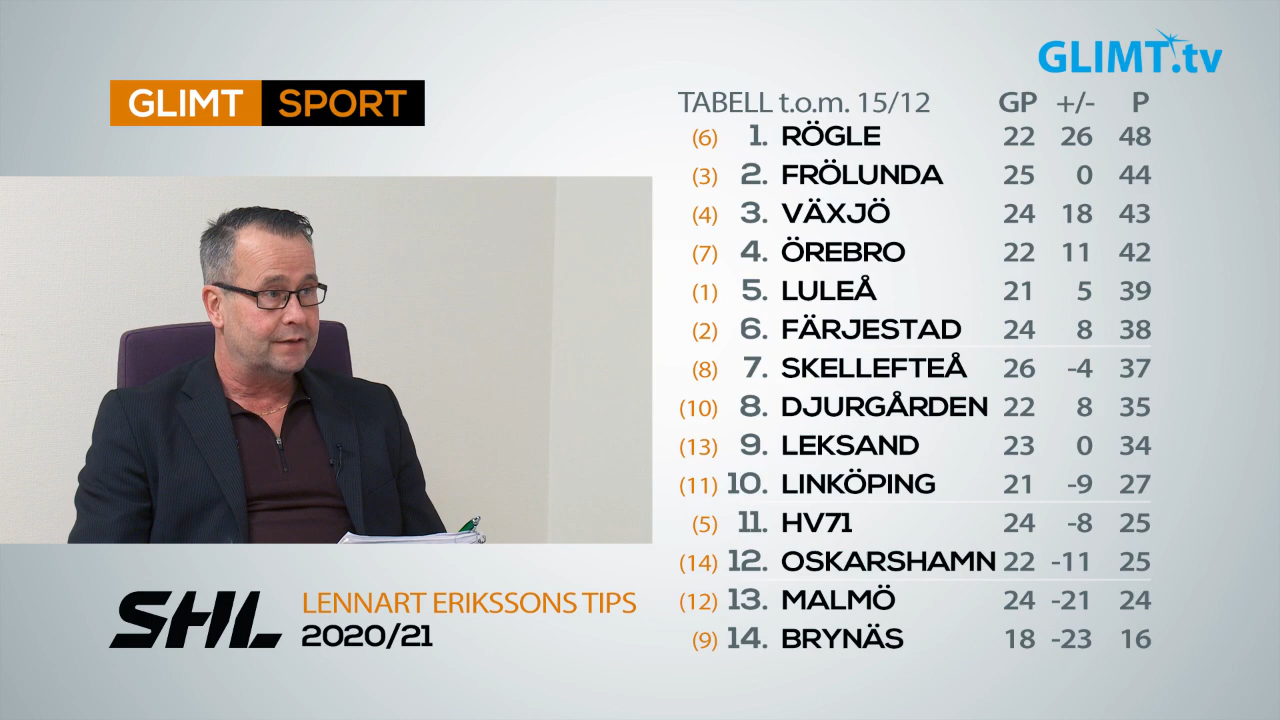 GLIMT.tv
GLIMT SPORT
TABELL t.o.m. 15/12 GP +/- P
(6) 1. RÖGLE 22 26 48
(3) 2. FRÖLUNDA 25 0 44
(4) 3. VÄXJÖ 24 18 43
(7) 4. ÖREBRO 22 11 42
(1) 5. LULEÅ 21 5 39
(2) 6. FÄRJESTAD 24 8 38
(8) 7. SKELLEFTEÅ 26 -4 37
(10) 8. DJURGÅRDEN 22 8 35
(13) 9. LEKSAND 23 0 34
(11) 10. LINKÖPING 21 -9 27
(5) 11. HV71 24 -8 25
(14) 12. OSKARSHAMN 22 -11 25
(12) 13. MALMÖ 24 -21 24
(9) 14. BRYNÄS 18 -23 16
SHL
LENNART ERIKSSONS TIPS
2020/21